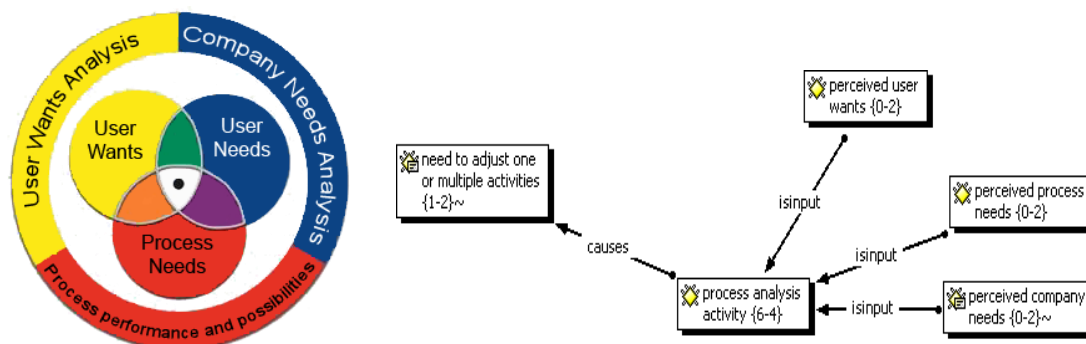 User Wants Analysis
Company Needs Analysis
User
Wants
User
Needs
Process
Needs
Process performance and possibilities
perceived user
wants {0-2}
need to adjust one
or multiple activities
{1-2}~
isinput
perceived process
needs {0-2}
causes
isinput
process analysis
activity {6-4}
isinput
perceived company
needs {0-2}~